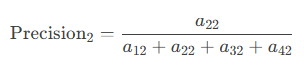 Precision₂ = a₂₂ / (a₁₂ + a₂₂ + a₃₂ + a₄₂)